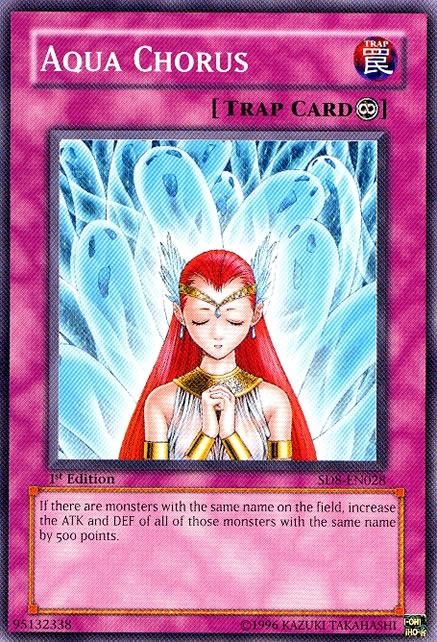 AQUA CHORUS
TRAP
罠
[TRAP CARD]
1st Edition
SD8-EN028
If there are monsters with the same name on the field, increase
the ATK and DEF of all of those monsters with the same name
by 500 points.
95132338
©1996 KAZUKI TAKAHASHI